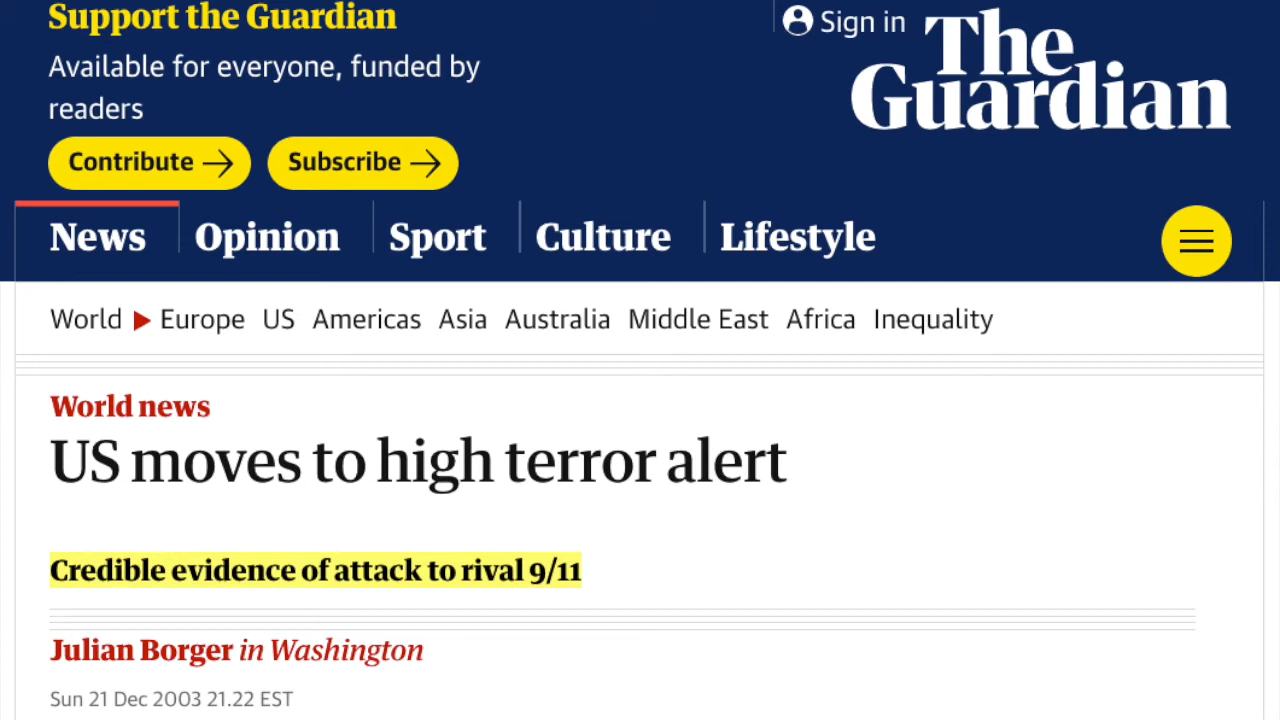 Support the Guardian
Available for everyone, funded by
readers
Contribute
Subscribe
Sign in
The
Guardian
News Opinion Sport Culture Lifestyle
World Europe US Americas Asia Australia Middle East Africa Inequality
World news
US moves to high terror alert
Credible evidence of attack to rival 9/11
Julian Borger in Washington
Sun 21 Dec 2003 21.22 EST